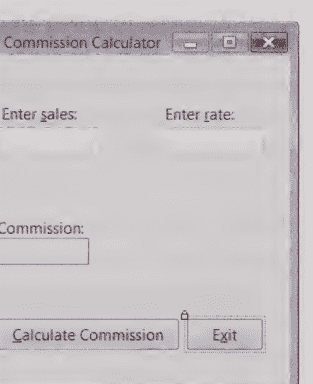 Commission Calculator
Enter sales: Enter rate:
Commission:
Calculate Commission Exit